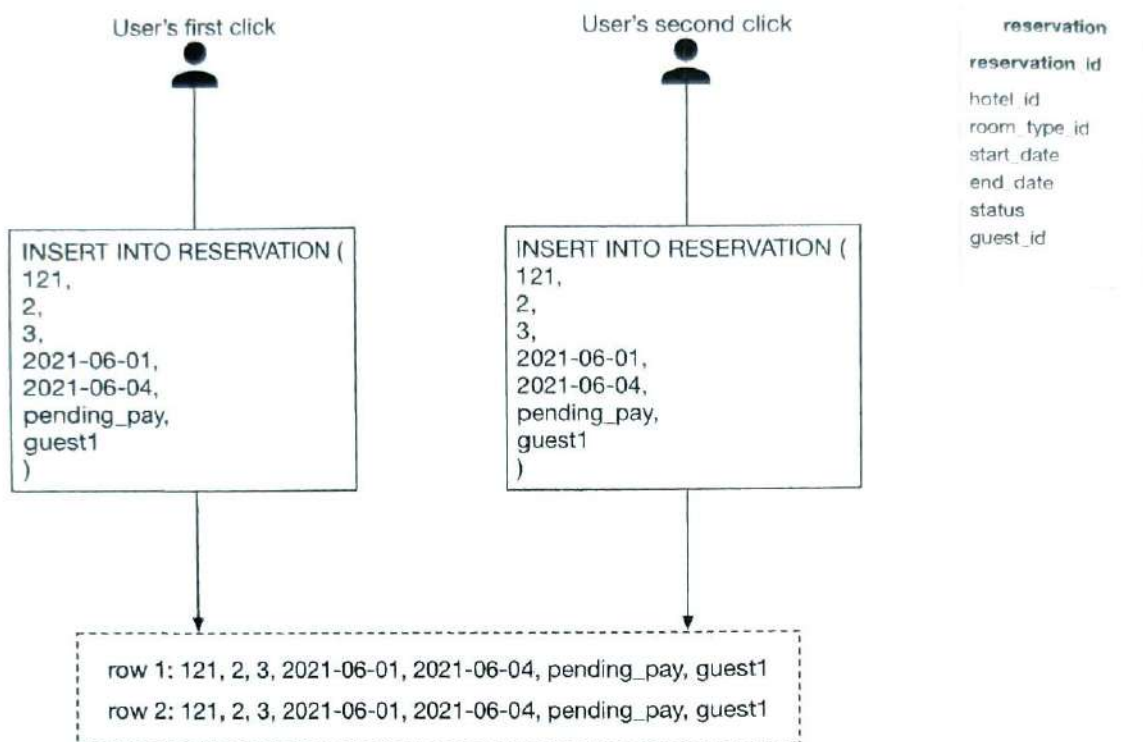 User's first click
INSERT INTO RESERVATION (
121,
2,
3,
2021-06-01,
2021-06-04,
pending_pay,
guest1
)
User's second click
INSERT INTO RESERVATION (
121,
2,
3,
2021-06-01,
2021-06-04,
pending_pay,
guest1
)
reservation
reservation_id
hotel_id
room_type_id
start_date
end_date
status
guest_id
row 1: 121, 2, 3, 2021-06-01, 2021-06-04, pending_pay, guest1
row 2: 121, 2, 3, 2021-06-01, 2021-06-04, pending_pay, guest1